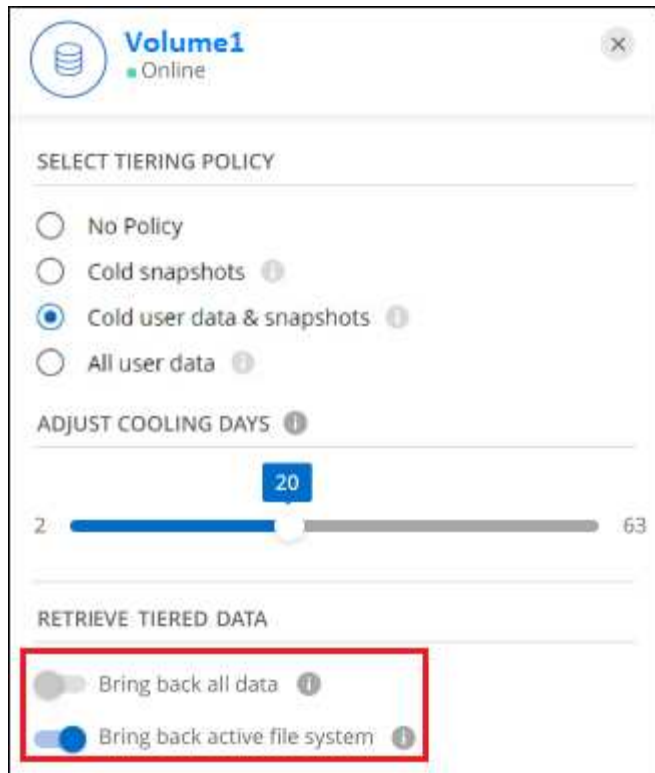 Volume1
Online
SELECT TIERING POLICY
No Policy
Cold snapshots
Cold user data & snapshots
All user data
ADJUST COOLING DAYS
20
2 63
RETRIEVE TIERED DATA
Bring back all data
Bring back active file system